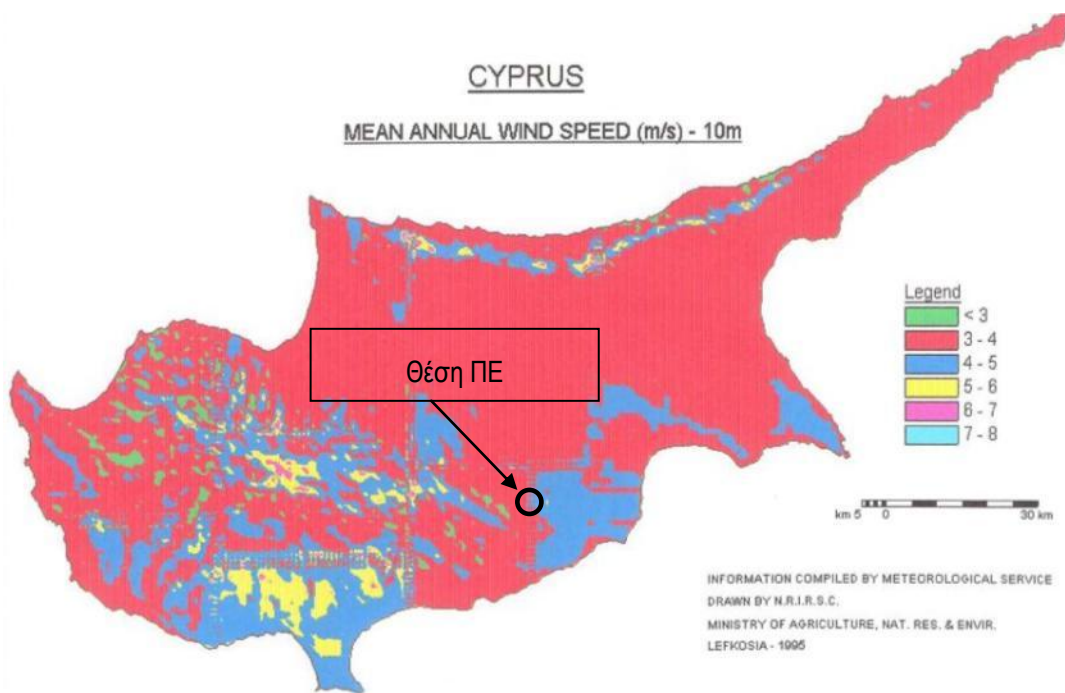 CYPRUS
MEAN ANNUAL WIND SPEED (m/s) - 10m
Θέση ΠΕ
Legend
< 3
3 - 4
4 - 5
5 - 6
6 - 7
7 - 8
km 5 0 30 km
INFORMATION COMPILED BY METEOROLOGICAL SERVICE
DRAWN BY N.R.I.R.S.C.
MINISTRY OF AGRICULTURE, NAT. RES. & ENVIR.
LEFKOSIA - 1995